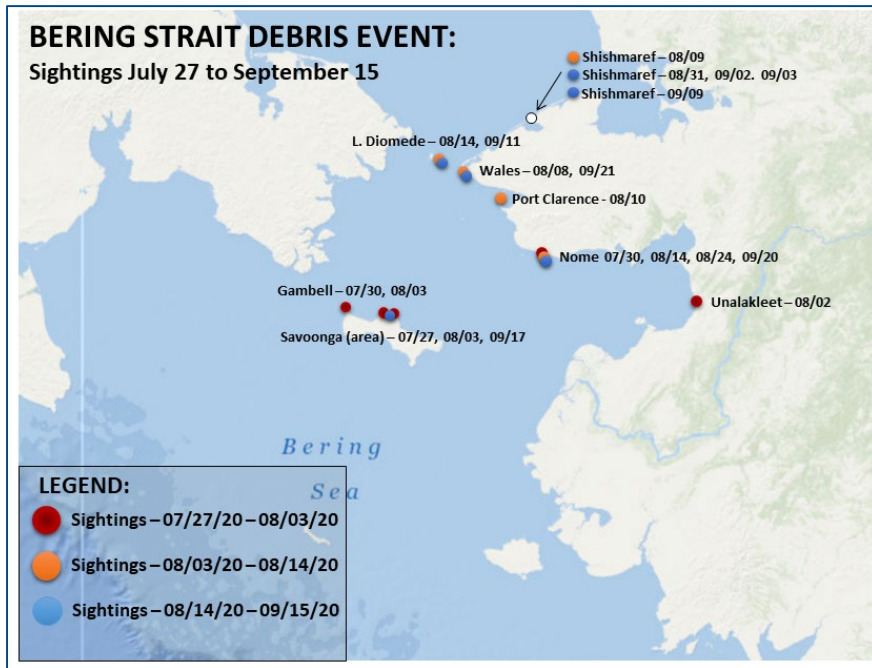 BERING STRAIT DEBRIS EVENT:
Sightings July 27 to September 15
Shishmaref – 08/09
Shishmaref – 08/31, 09/02. 09/03
Shishmaref – 09/09
L. Diomede – 08/14, 09/11
Wales – 08/08, 09/21
Port Clarence - 08/10
Nome 07/30, 08/14, 08/24, 09/20
Gambell – 07/30, 08/03
Unalakleet – 08/02
Savoonga (area) – 07/27, 08/03, 09/17
Bering
Sea
LEGEND:
Sightings – 07/27/20 – 08/03/20
Sightings – 08/03/20 – 08/14/20
Sightings – 08/14/20 – 09/15/20